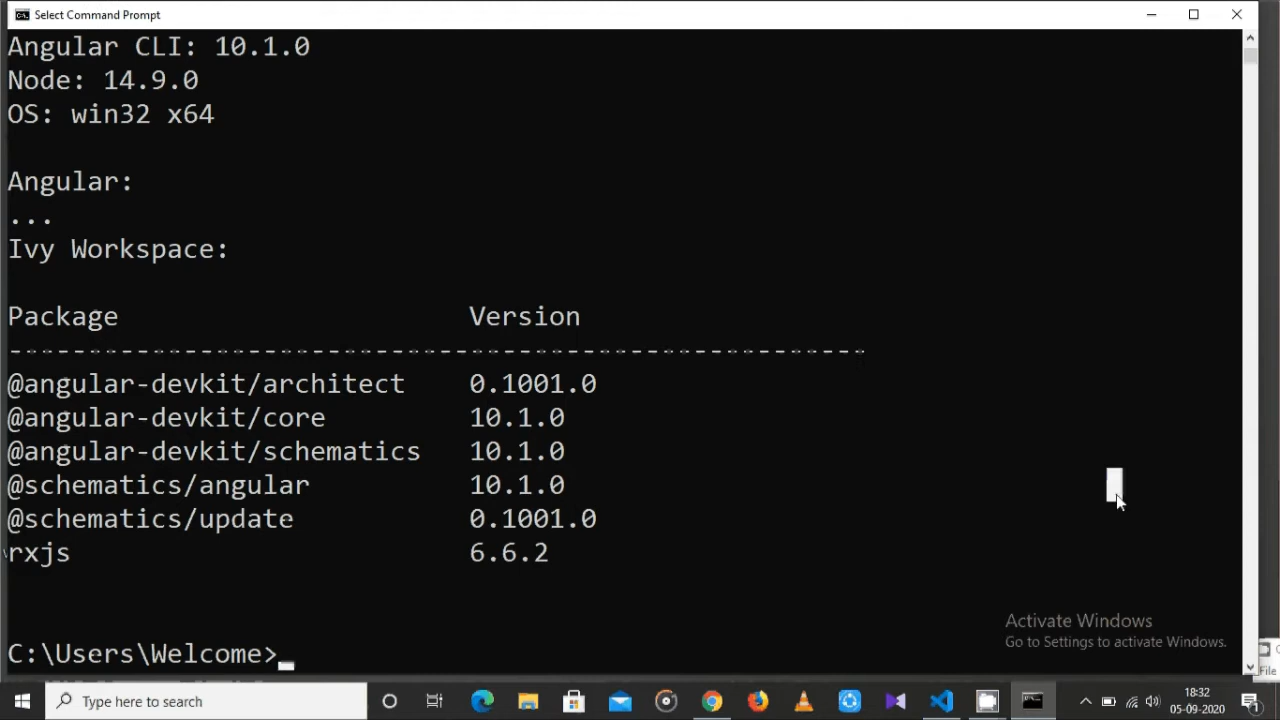 Select Command Prompt
Angular CLI: 10.1.0
Node: 14.9.0
OS: win32 x64
Angular:
...
Ivy Workspace:
Package Version
------------------------------------------------------
@angular-devkit/architect 0.1001.0
@angular-devkit/core 10.1.0
@angular-devkit/schematics 10.1.0
@schematics/angular 10.1.0
@schematics/update 0.1001.0
rxjs 6.6.2
Activate Windows
Go to Settings to activate Windows.
C:\Users\Welcome>
File
Type here to search
18:32
05-09-2020
1